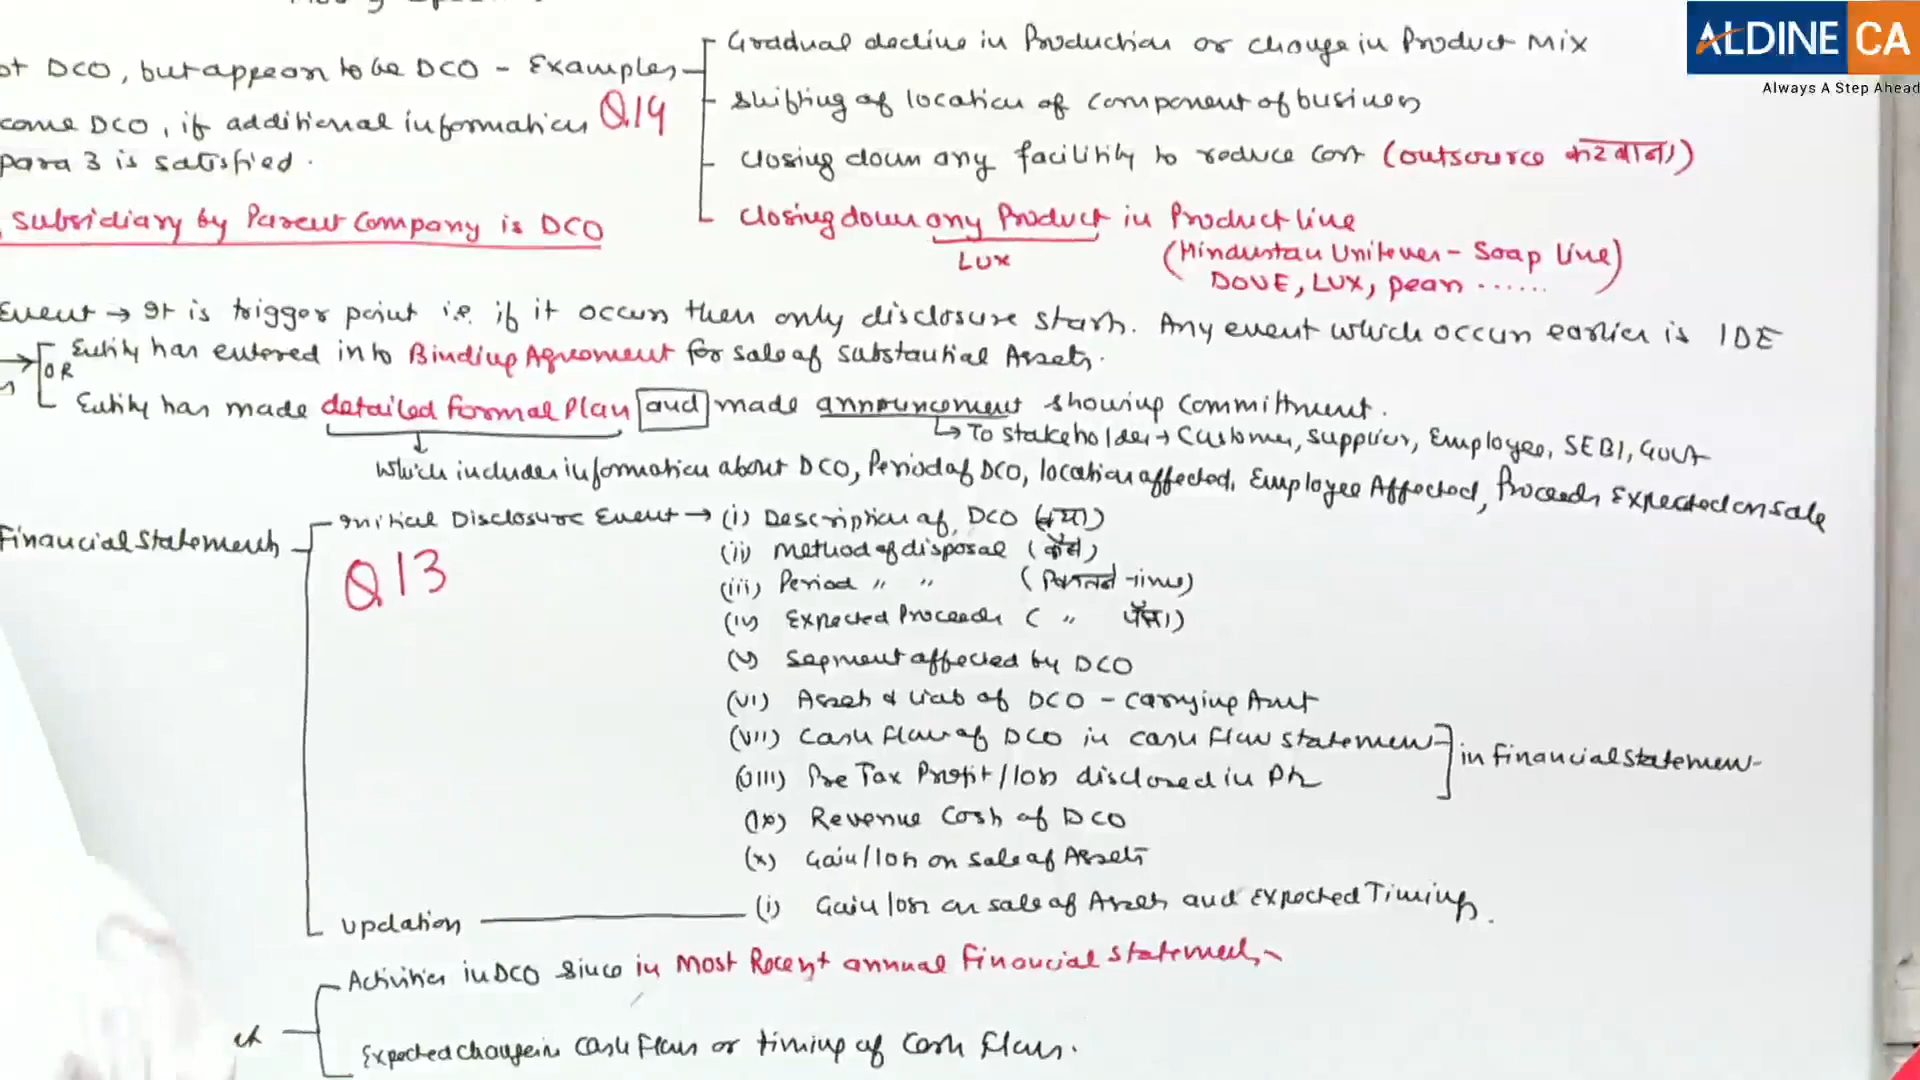 ALDINE CA
Always A Step Ahead
Gradual decline in Production or change in Product Mix
ot DCO, but appear to be DCO - Examples
shifting of location of component of business
come DCO, if additional information Q14
para 3 is satisfied.
closing down any facility to reduce cost (outsource करवाना)
closing down any Product in Product line
Subsidiary by Parent Company is DCO
Lux
(Hindustan Unilever - Soap Line)
DOVE, LUX, pears ......
Event → It is trigger point i.e. if it occurs then only disclosure starts. Any event which occurs earlier is IDE
Entity has entered into Binding Agreement for sale of substantial Assets.
OR
Entity has made detailed formal Plan and made announcement showing commitment.
→ To stakeholder → Customer, supplier, Employee, SEBI, Govt
which includes information about DCO, Period of DCO, location affected, Employee Affected, Proceeds Expected on sale
Financial Statements
Initial Disclosure Event → (i) Description of DCO (क्या)
Q13
(ii) Method of disposal (कैसे)
(iii) Period " " (कितने time)
(iv) Expected Proceeds ( " पैसा)
(v) Segment affected by DCO
(vi) Assets & Liab of DCO - carrying Amt
(vii) Cash flow of DCO in cash flow statement
(viii) Pre Tax Profit/loss disclosed in P/L
in financial statement
(ix) Revenue Costs of DCO
(x) Gain/loss on sale of Assets
updation
(i) Gain/loss on sale of Assets and Expected Timings.
Activities in DCO since in Most Recent annual financial statements
Expected change in cash flows or timing of cash flows.